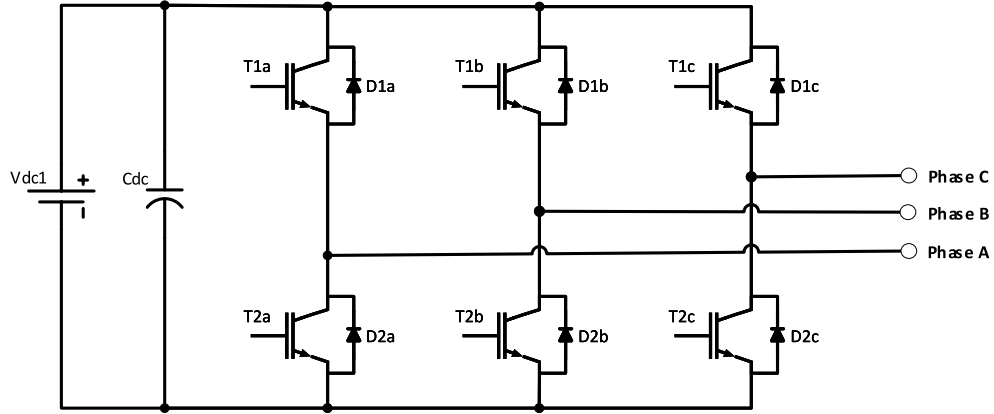 T1a
D1a
T1b
D1b
T1c
D1c
Vdc1
+
-
Cdc
Phase C
Phase B
Phase A
T2a
D2a
T2b
D2b
T2c
D2c